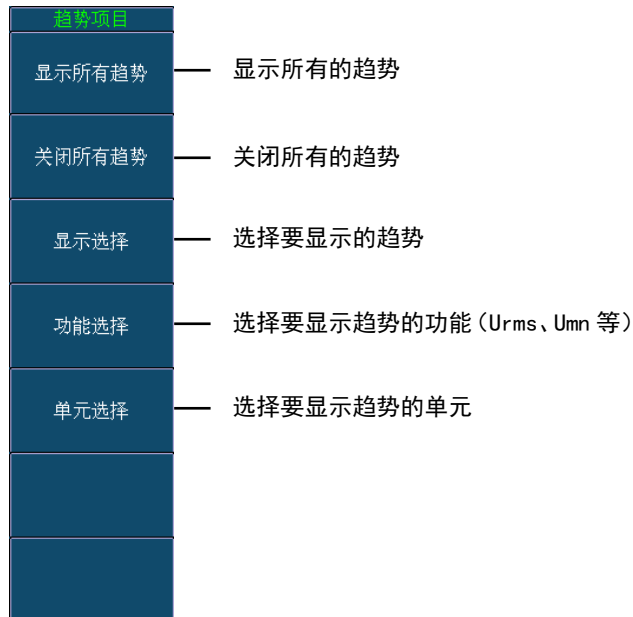 趋势项目
显示所有趋势 显示所有的趋势
关闭所有趋势 关闭所有的趋势
显示选择 选择要显示的趋势
功能选择 选择要显示趋势的功能(Urms、Umn 等)
单元选择 选择要显示趋势的单元